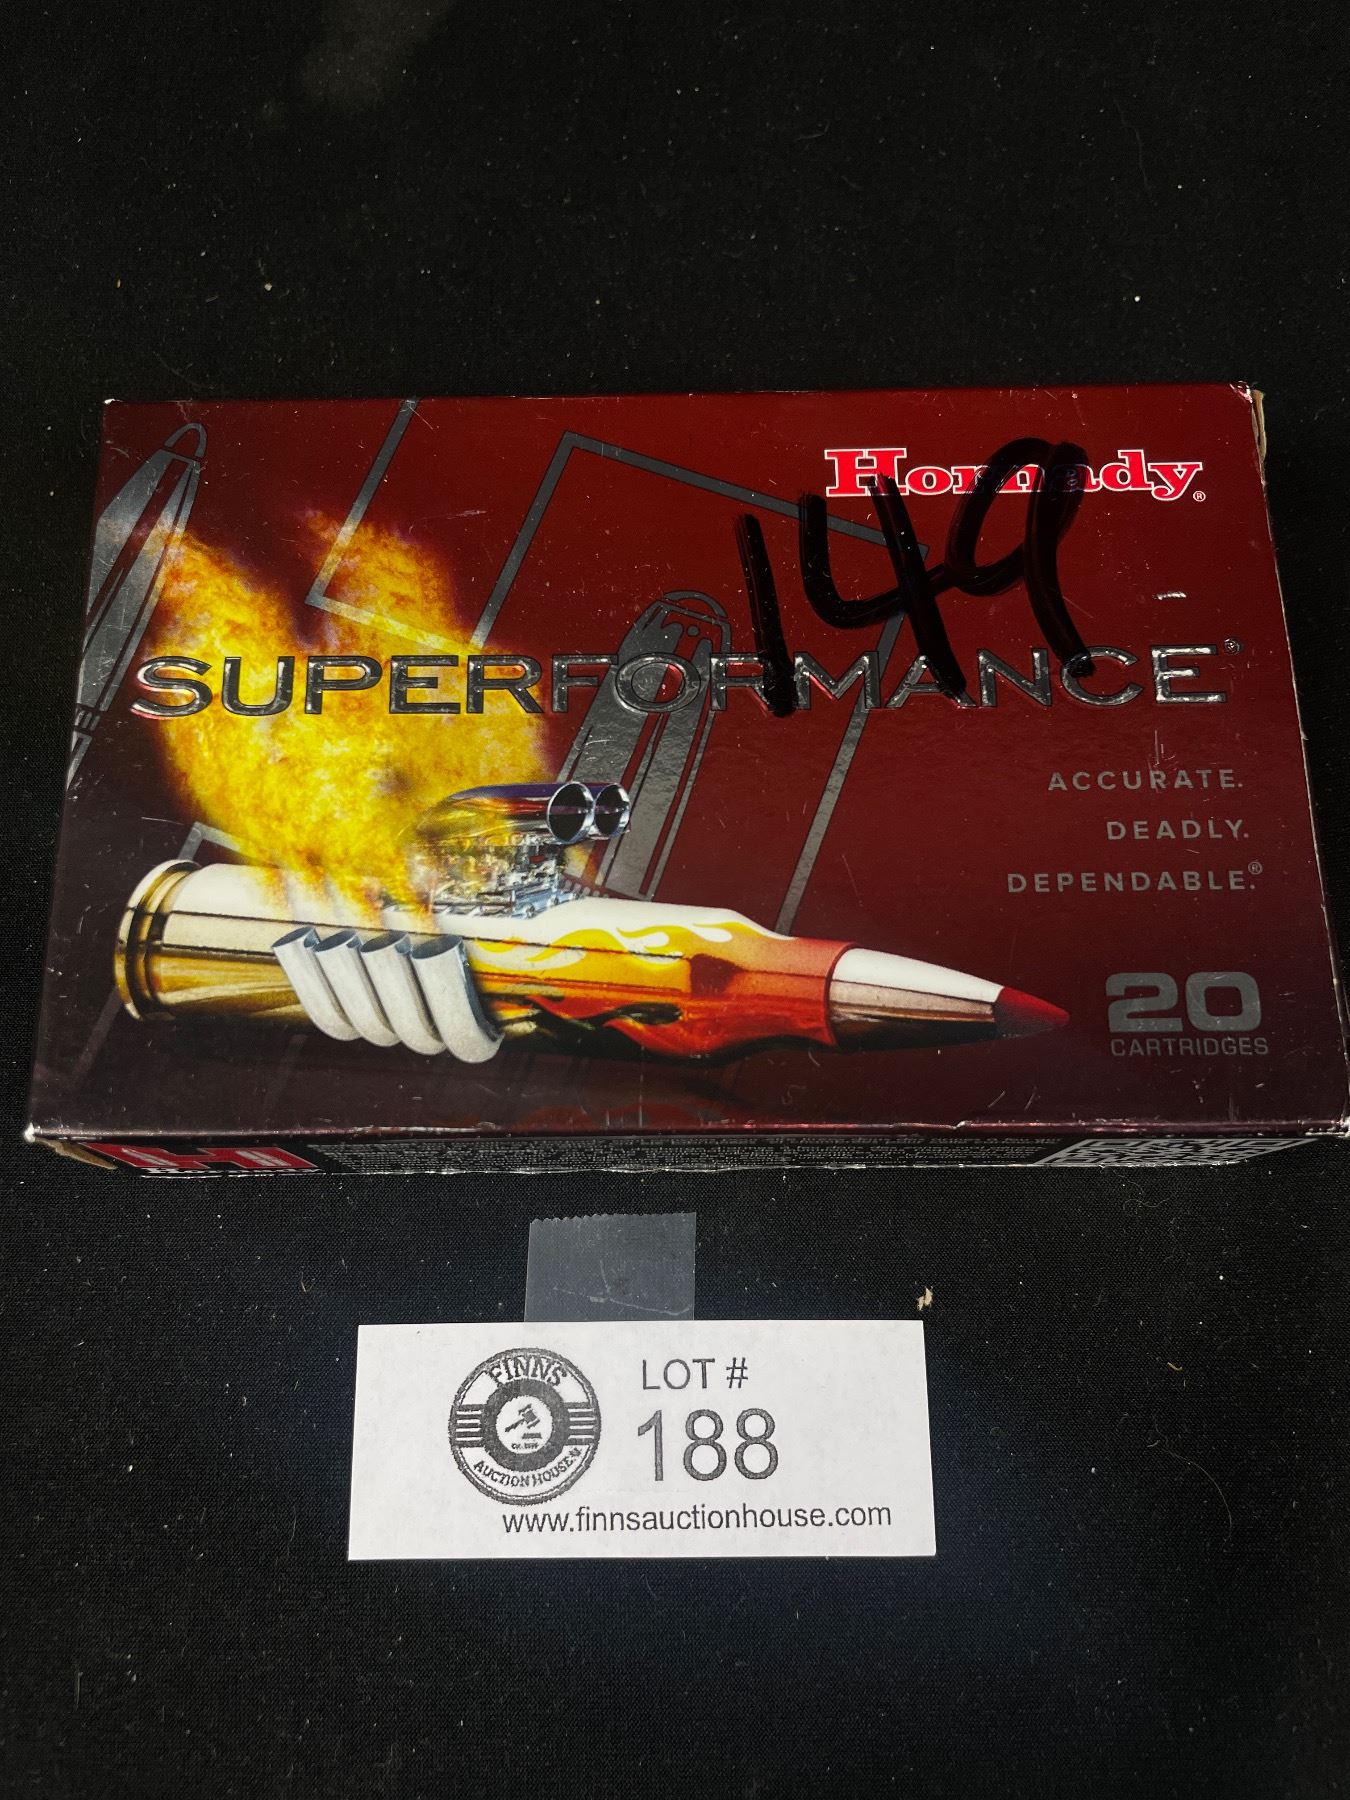 Hornady®
149
SUPERFORMANCE®
ACCURATE.
DEADLY.
DEPENDABLE.®
20
CARTRIDGES
FINNS
AUCTION HOUSE
LOT #
188
www.finnsauctionhouse.com